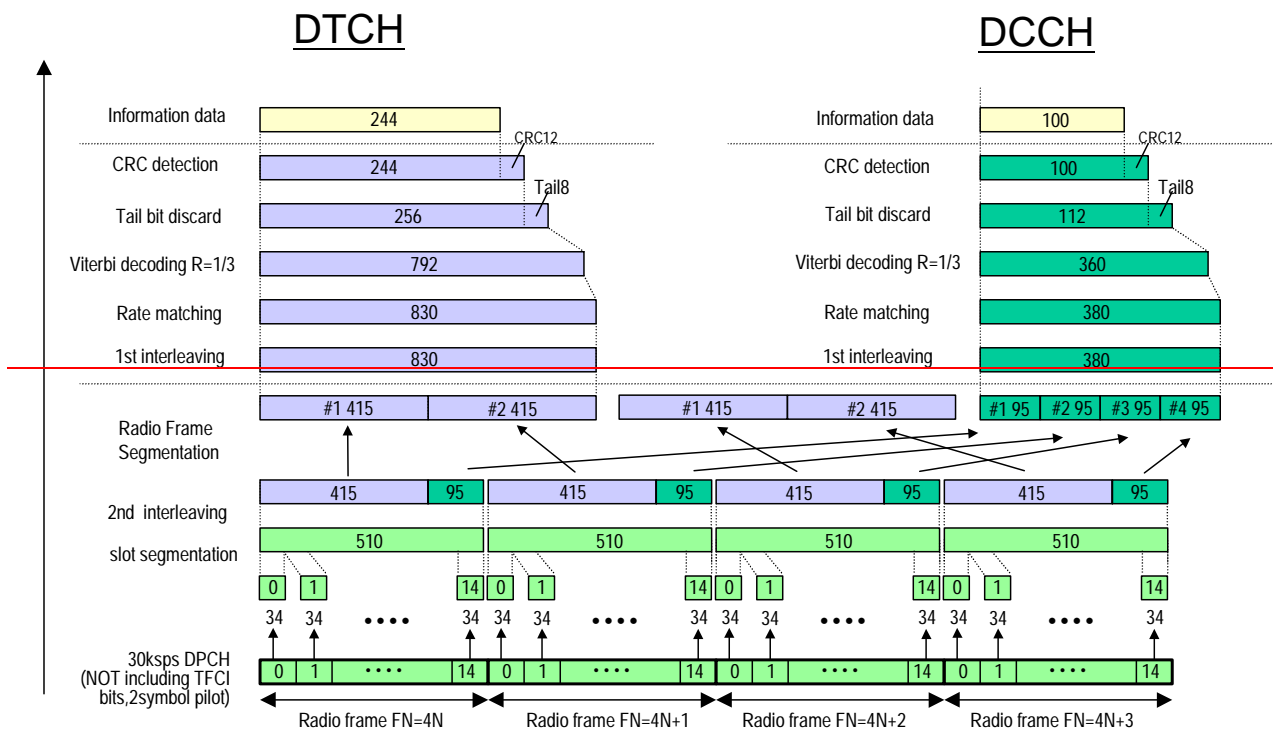 DTCH DCCH
Information data 244 Information data 100
CRC12 CRC12
CRC detection 244 CRC detection 100
Tail8 Tail8
Tail bit discard 256 Tail bit discard 112
Viterbi decoding R=1/3 792 Viterbi decoding R=1/3 360
Rate matching 830 Rate matching 380
1st interleaving 830 1st interleaving 380
#1 415 #2 415 #1 415 #2 415 #1 95 #2 95 #3 95 #4 95
Radio Frame
Segmentation
415 95 415 95 415 95 415 95
2nd interleaving
510 510 510 510
slot segmentation
0 1 14 0 1 14 0 1 14 0 1 14
34 34 •••• 34 34 34 •••• 34 34 34 •••• 34 34 34 •••• 34
30ksps DPCH
(NOT including TFCI
bits,2symbol pilot)
0 1 •••• 14 0 1 •••• 14 0 1 •••• 14 0 1 •••• 14
Radio frame FN=4N Radio frame FN=4N+1 Radio frame FN=4N+2 Radio frame FN=4N+3